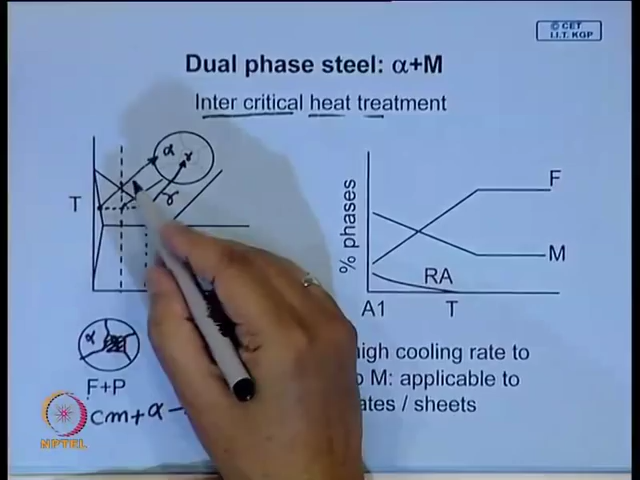 © CET
I.I.T. KGP
Dual phase steel: α+M
Inter critical heat treatment
α
γ
γ
T
α
F+P
Cm+α
% phases
F
M
RA
A1
T
high cooling rate to
M: applicable to
sheets
NPTEL